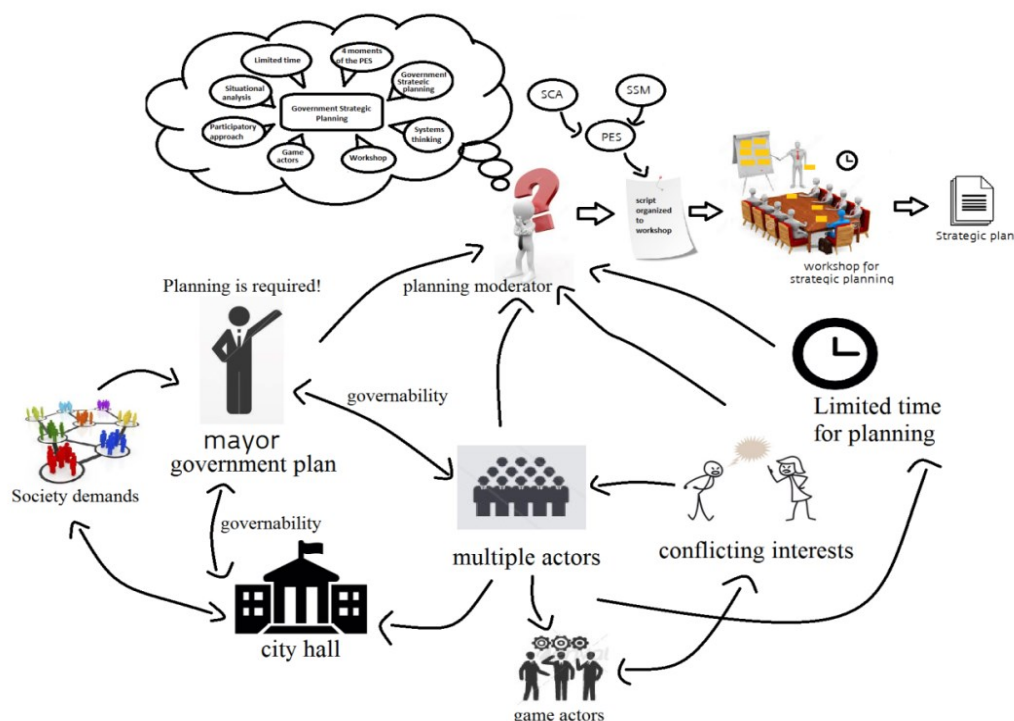 Limited time
4 moments
of the PES
Situational
analysis
Government
Strategic
planning
Government Strategic
Planning
Participatory
approach
Systems
thinking
Game
actors
Workshop
SCA
SSM
PES
script
organized
to
workshop
Strategic plan
workshop for
strategic planning
Planning is required!
planning moderator
governability
mayor
government plan
Limited time
for planning
Society demands
governability
multiple actors
conflicting interests
city hall
game actors